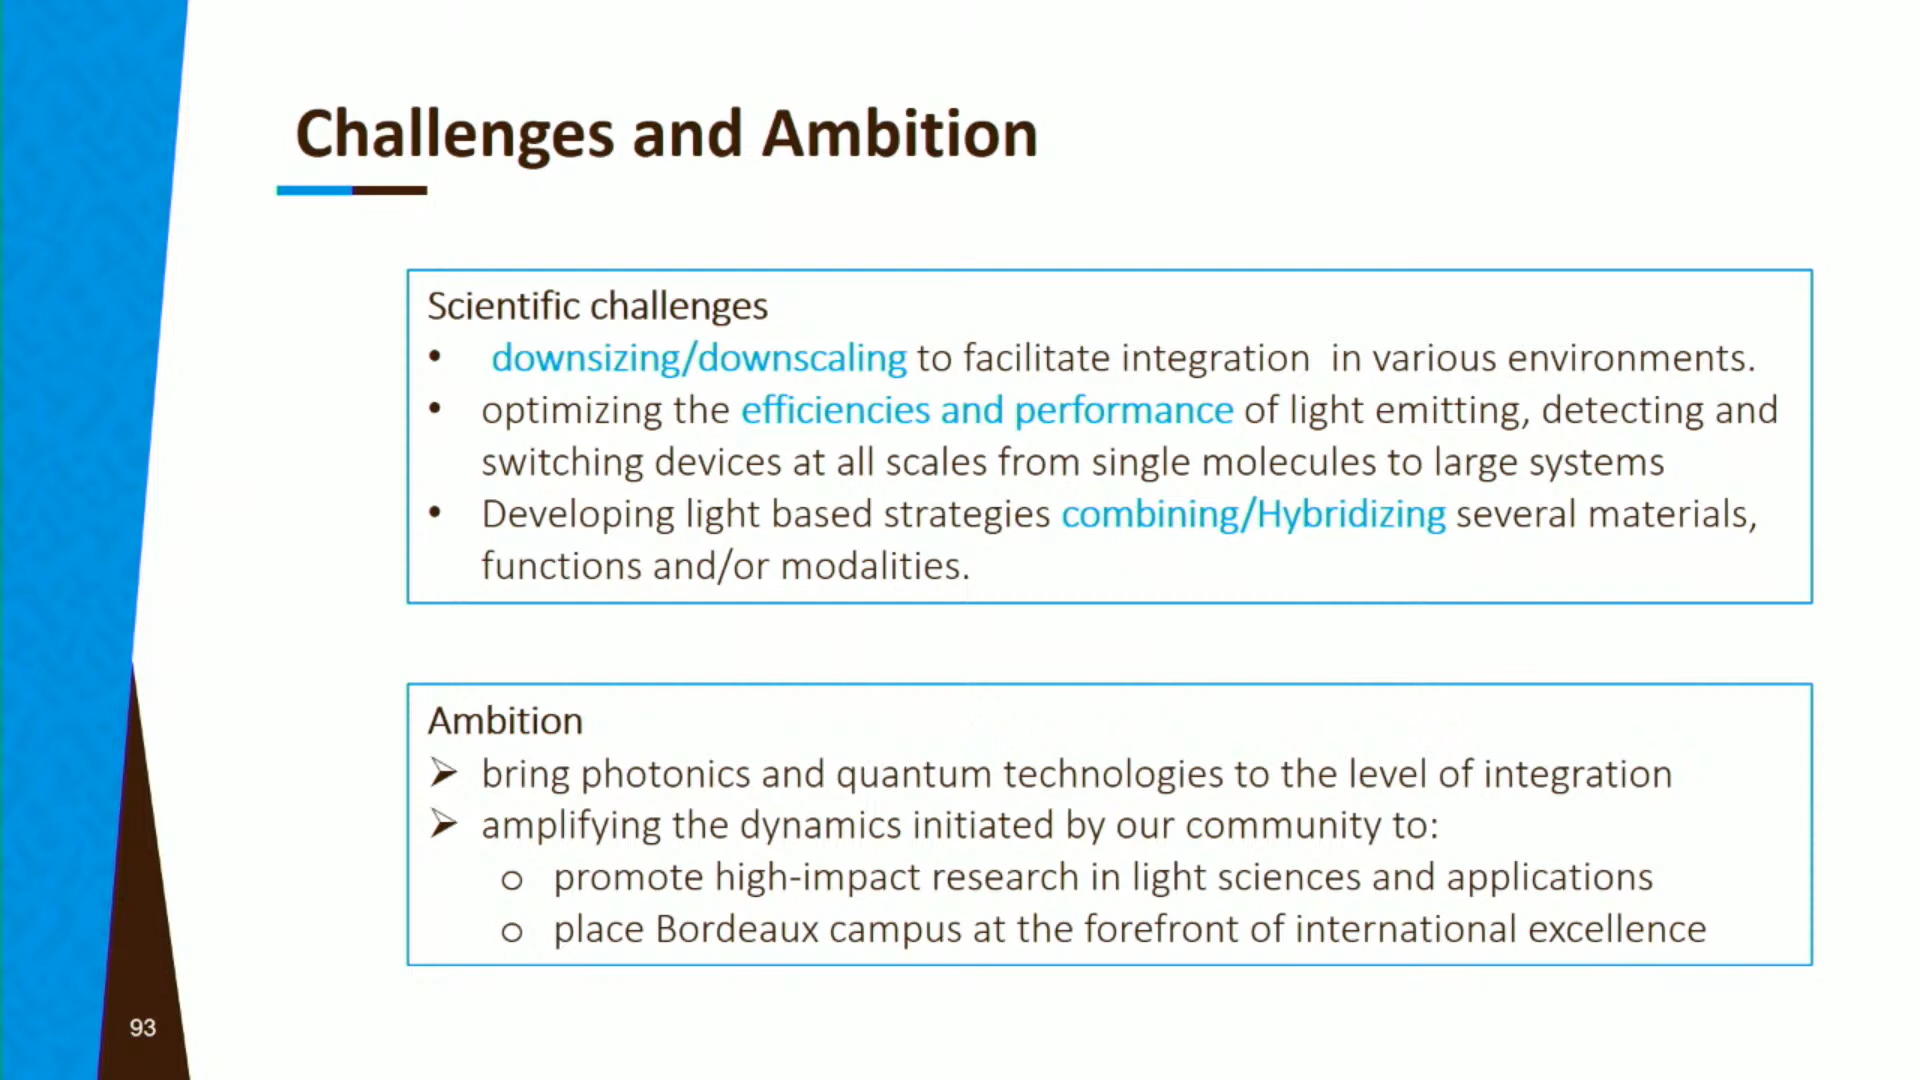 Challenges and Ambition
Scientific challenges
• downsizing/downscaling to facilitate integration in various environments.
• optimizing the efficiencies and performance of light emitting, detecting and
switching devices at all scales from single molecules to large systems
• Developing light based strategies combining/Hybridizing several materials,
functions and/or modalities.
Ambition
➢ bring photonics and quantum technologies to the level of integration
➢ amplifying the dynamics initiated by our community to:
o promote high-impact research in light sciences and applications
o place Bordeaux campus at the forefront of international excellence
93